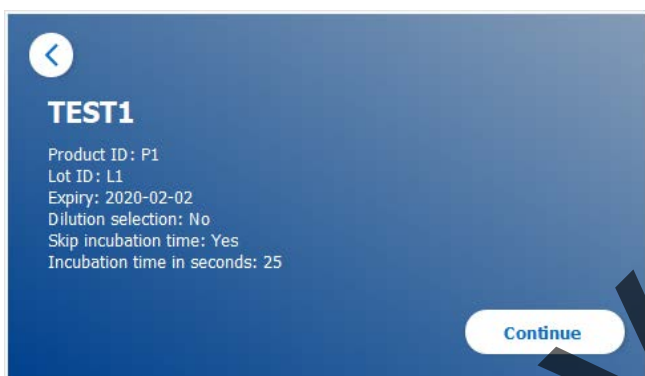 TEST1
Product ID: P1
Lot ID: L1
Expiry: 2020-02-02
Dilution selection: No
Skip incubation time: Yes
Incubation time in seconds: 25
Continue